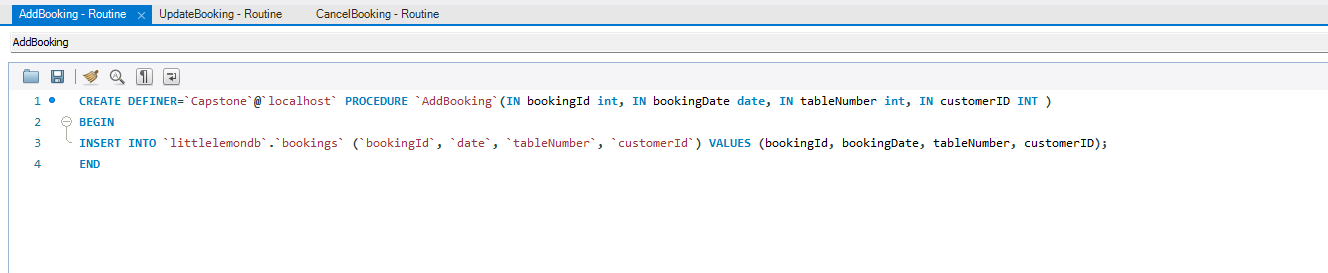 AddBooking - Routine × UpdateBooking - Routine CancelBooking - Routine
AddBooking
1 CREATE DEFINER=`Capstone`@`localhost` PROCEDURE `AddBooking`(IN bookingId int, IN bookingDate date, IN tableNumber int, IN customerID INT )
2 BEGIN
3 INSERT INTO `littlelemondb`.`bookings` (`bookingId`, `date`, `tableNumber`, `customerId`) VALUES (bookingId, bookingDate, tableNumber, customerID);
4 END